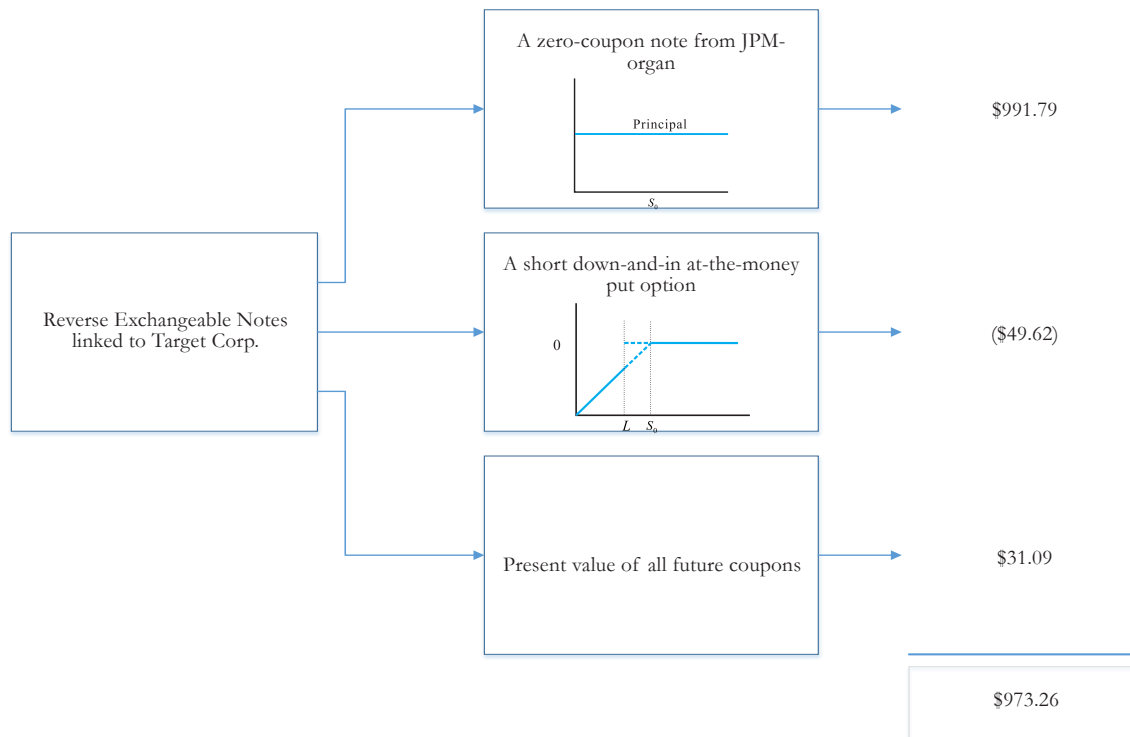 A zero-coupon note from JPM-
organ
Principal
S₀
$991.79
Reverse Exchangeable Notes
linked to Target Corp.
A short down-and-in at-the-money
put option
0
L S₀
($49.62)
Present value of all future coupons
$31.09
$973.26